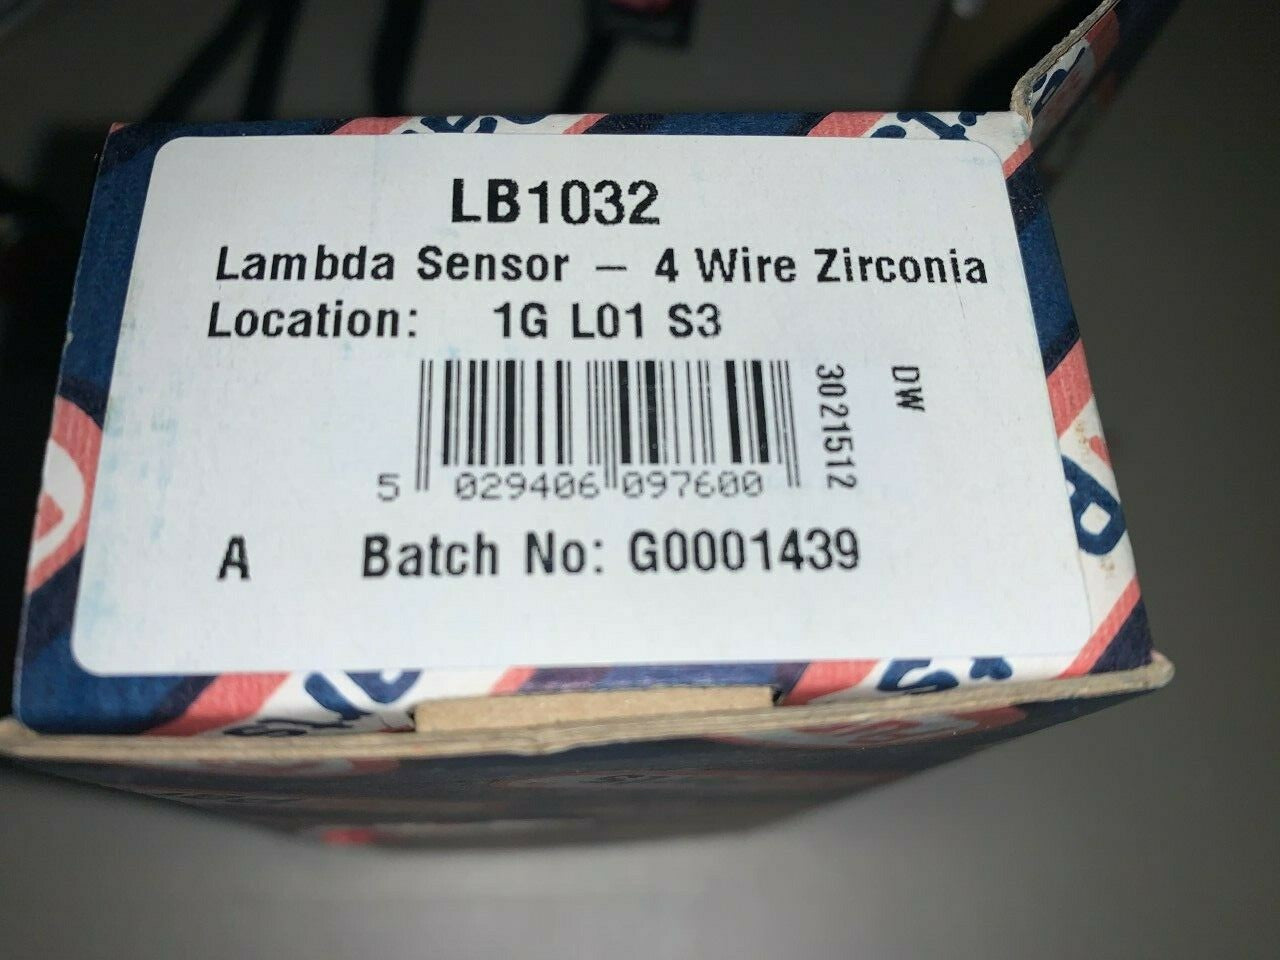 LB1032
Lambda Sensor – 4 Wire Zirconia
Location: 1G L01 S3
DW
3021512
5 029406 097600
A Batch No: G0001439